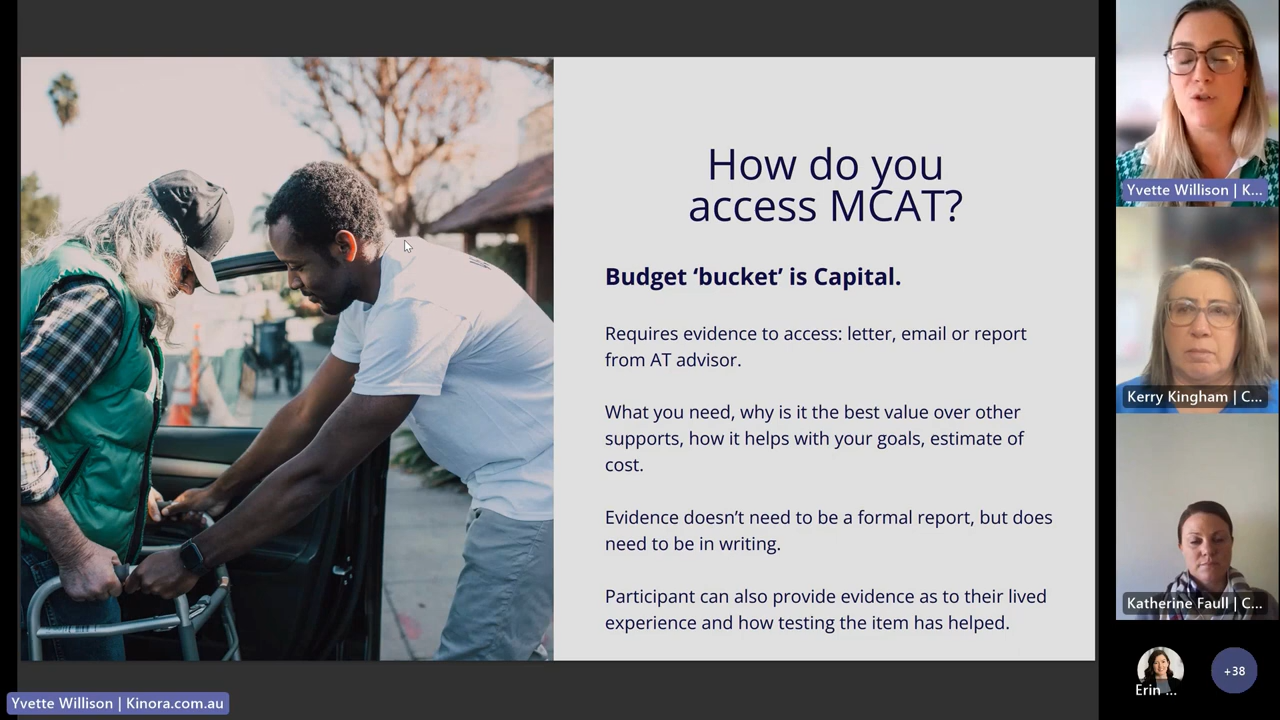 How do you
access MCAT?
Budget ‘bucket’ is Capital.
Requires evidence to access: letter, email or report
from AT advisor.
What you need, why is it the best value over other
supports, how it helps with your goals, estimate of
cost.
Evidence doesn’t need to be a formal report, but does
need to be in writing.
Participant can also provide evidence as to their lived
experience and how testing the item has helped.
Yvette Willison | K...
Kerry Kingham | C...
Katherine Faull | C...
Erin ...
+38
Yvette Willison | Kinora.com.au